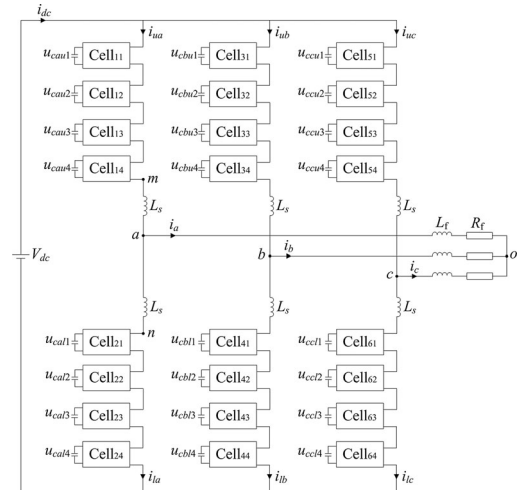 i_dc i_ua i_ub i_uc
u_cau1 Cell11 u_cbu1 Cell31 u_ccu1 Cell51
u_cau2 Cell12 u_cbu2 Cell32 u_ccu2 Cell52
u_cau3 Cell13 u_cbu3 Cell33 u_ccu3 Cell53
u_cau4 Cell14 u_cbu4 Cell34 u_ccu4 Cell54
m
L_s L_s L_s
a i_a L_f R_f
V_dc b i_b o
c i_c
L_s L_s L_s
n
u_cal1 Cell21 u_cbl1 Cell41 u_ccl1 Cell61
u_cal2 Cell22 u_cbl2 Cell42 u_ccl2 Cell62
u_cal3 Cell23 u_cbl3 Cell43 u_ccl3 Cell63
u_cal4 Cell24 u_cbl4 Cell44 u_ccl4 Cell64
i_la i_lb i_lc